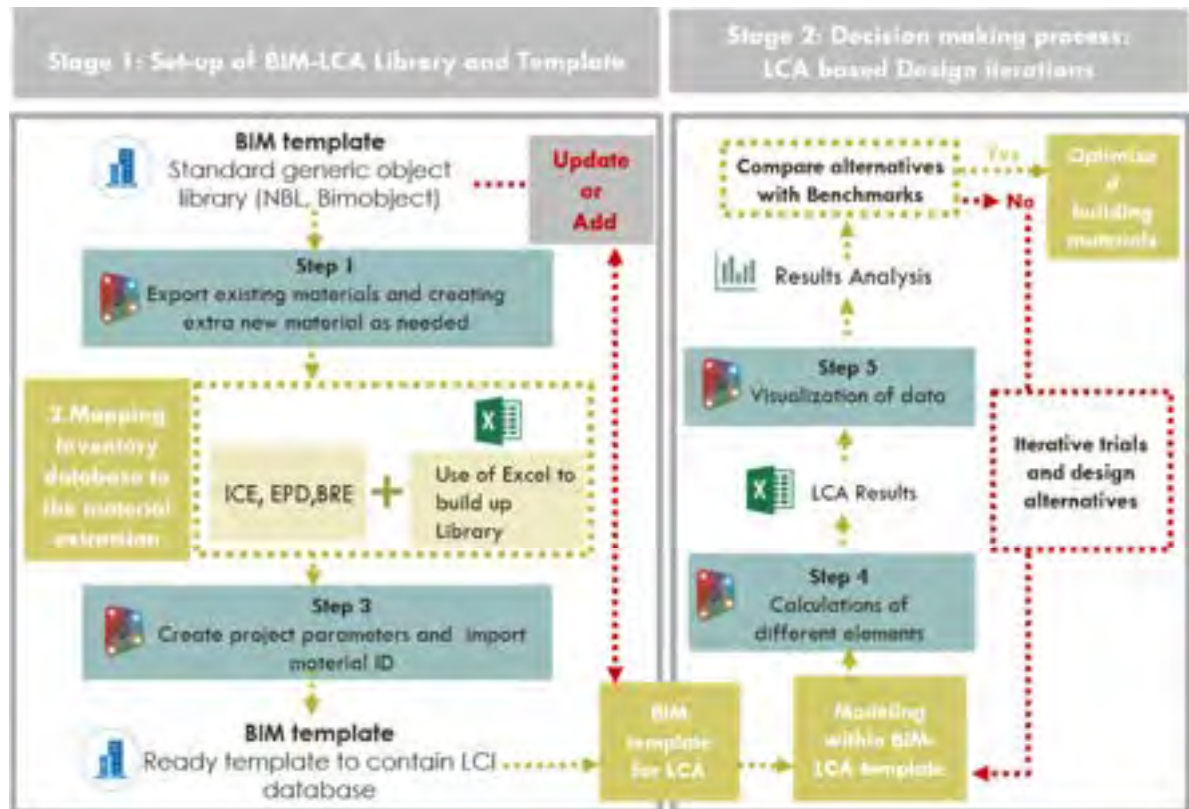 Stage 1: Set-up of BIM-LCA Library and Template
BIM template
Standard generic object
library (NBL, Bimobject)
Update
or
Add
Step 1
Export existing materials and creating
extra new material as needed
2.Mapping
Inventory
database to
the material
extraction
ICE, EPD,BRE
Use of Excel to
build up
Library
Step 3
Create project parameters and import
material ID
BIM template
Ready template to contain LCI
database
BIM
template
for LCA
Stage 2: Decision making process:
LCA based Design iterations
Compare alternatives
with Benchmarks
Yes
No
Optimize
d
building
materials
Results Analysis
Step 5
Visualization of data
LCA Results
Iterative trials
and design
alternatives
Step 4
Calculations of
different elements
Modeling
within BIM-
LCA template